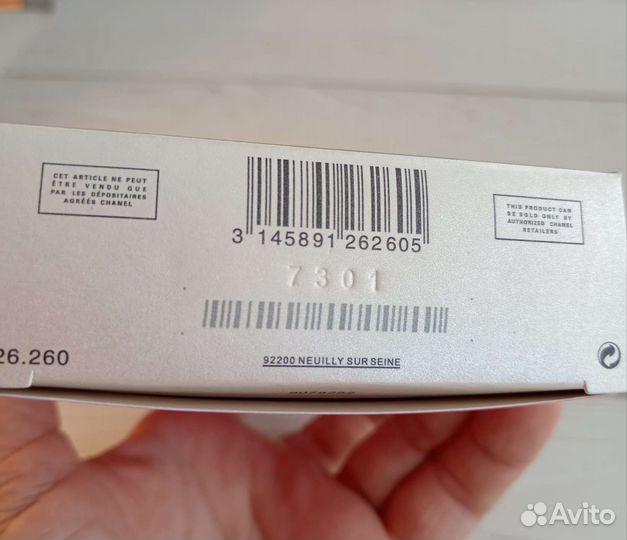 CET ARTICLE NE PEUT
ÊTRE VENDU QUE
PAR LES DÉPOSITAIRES
AGRÉÉS CHANEL
THIS PRODUCT CAN
BE SOLD ONLY BY
AUTHORIZED CHANEL
RETAILERS
3 145891 262605
7301
26.260
92200 NEUILLY SUR SEINE
Avito